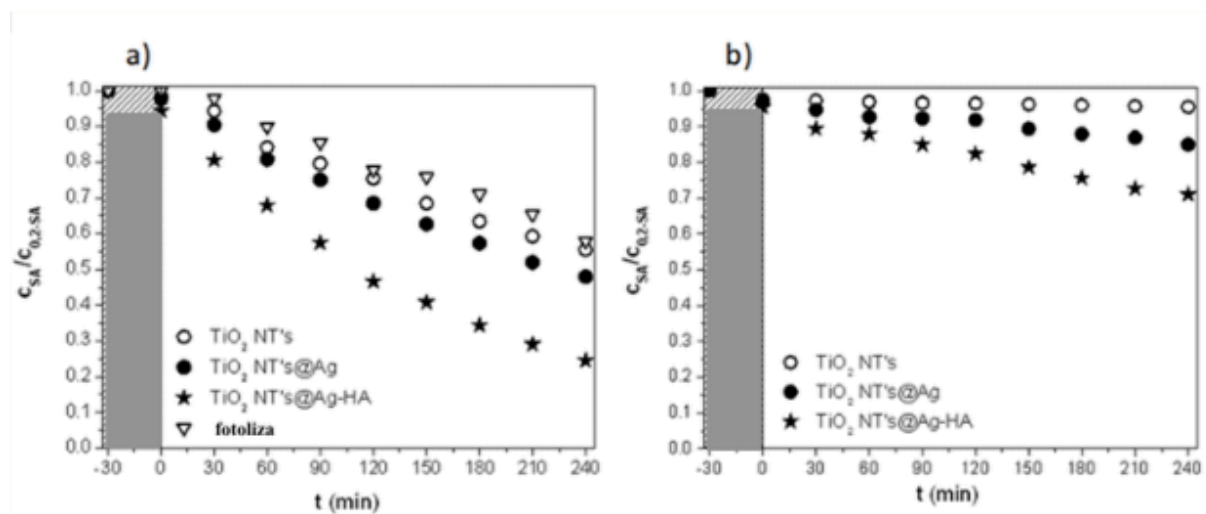 a)
c_SA/c_0,2-SA
1.0
0.9
0.8
0.7
0.6
0.5
0.4
0.3
0.2
0.1
0.0
TiO₂ NT's
TiO₂ NT's@Ag
TiO₂ NT's@Ag-HA
fotoliza
-30 0 30 60 90 120 150 180 210 240
t (min)
b)
c_SA/c_0,2-SA
1.0
0.9
0.8
0.7
0.6
0.5
0.4
0.3
0.2
0.1
0.0
TiO₂ NT's
TiO₂ NT's@Ag
TiO₂ NT's@Ag-HA
-30 0 30 60 90 120 150 180 210 240
t (min)